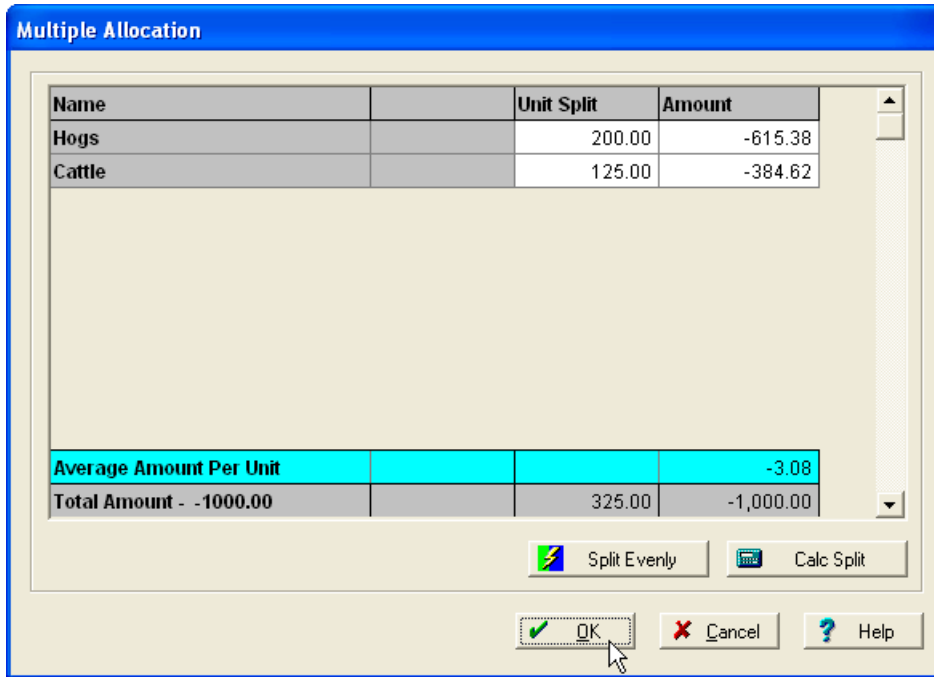 Multiple Allocation
Name Unit Split Amount
Hogs 200.00 -615.38
Cattle 125.00 -384.62
Average Amount Per Unit -3.08
Total Amount - -1000.00 325.00 -1,000.00
Split Evenly Calc Split
OK Cancel Help